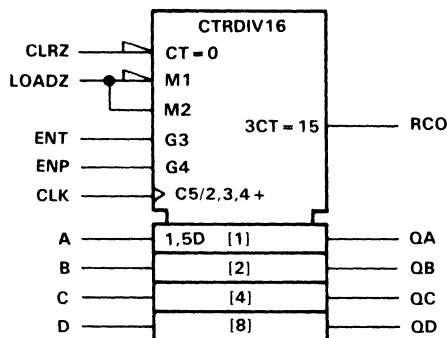 CTRDIV16
CLRZ CT=0
LOADZ M1
M2
3CT=15 RCO
ENT G3
ENP G4
CLK C5/2,3,4+
A 1,5D [1] QA
B [2] QB
C [4] QC
D [8] QD